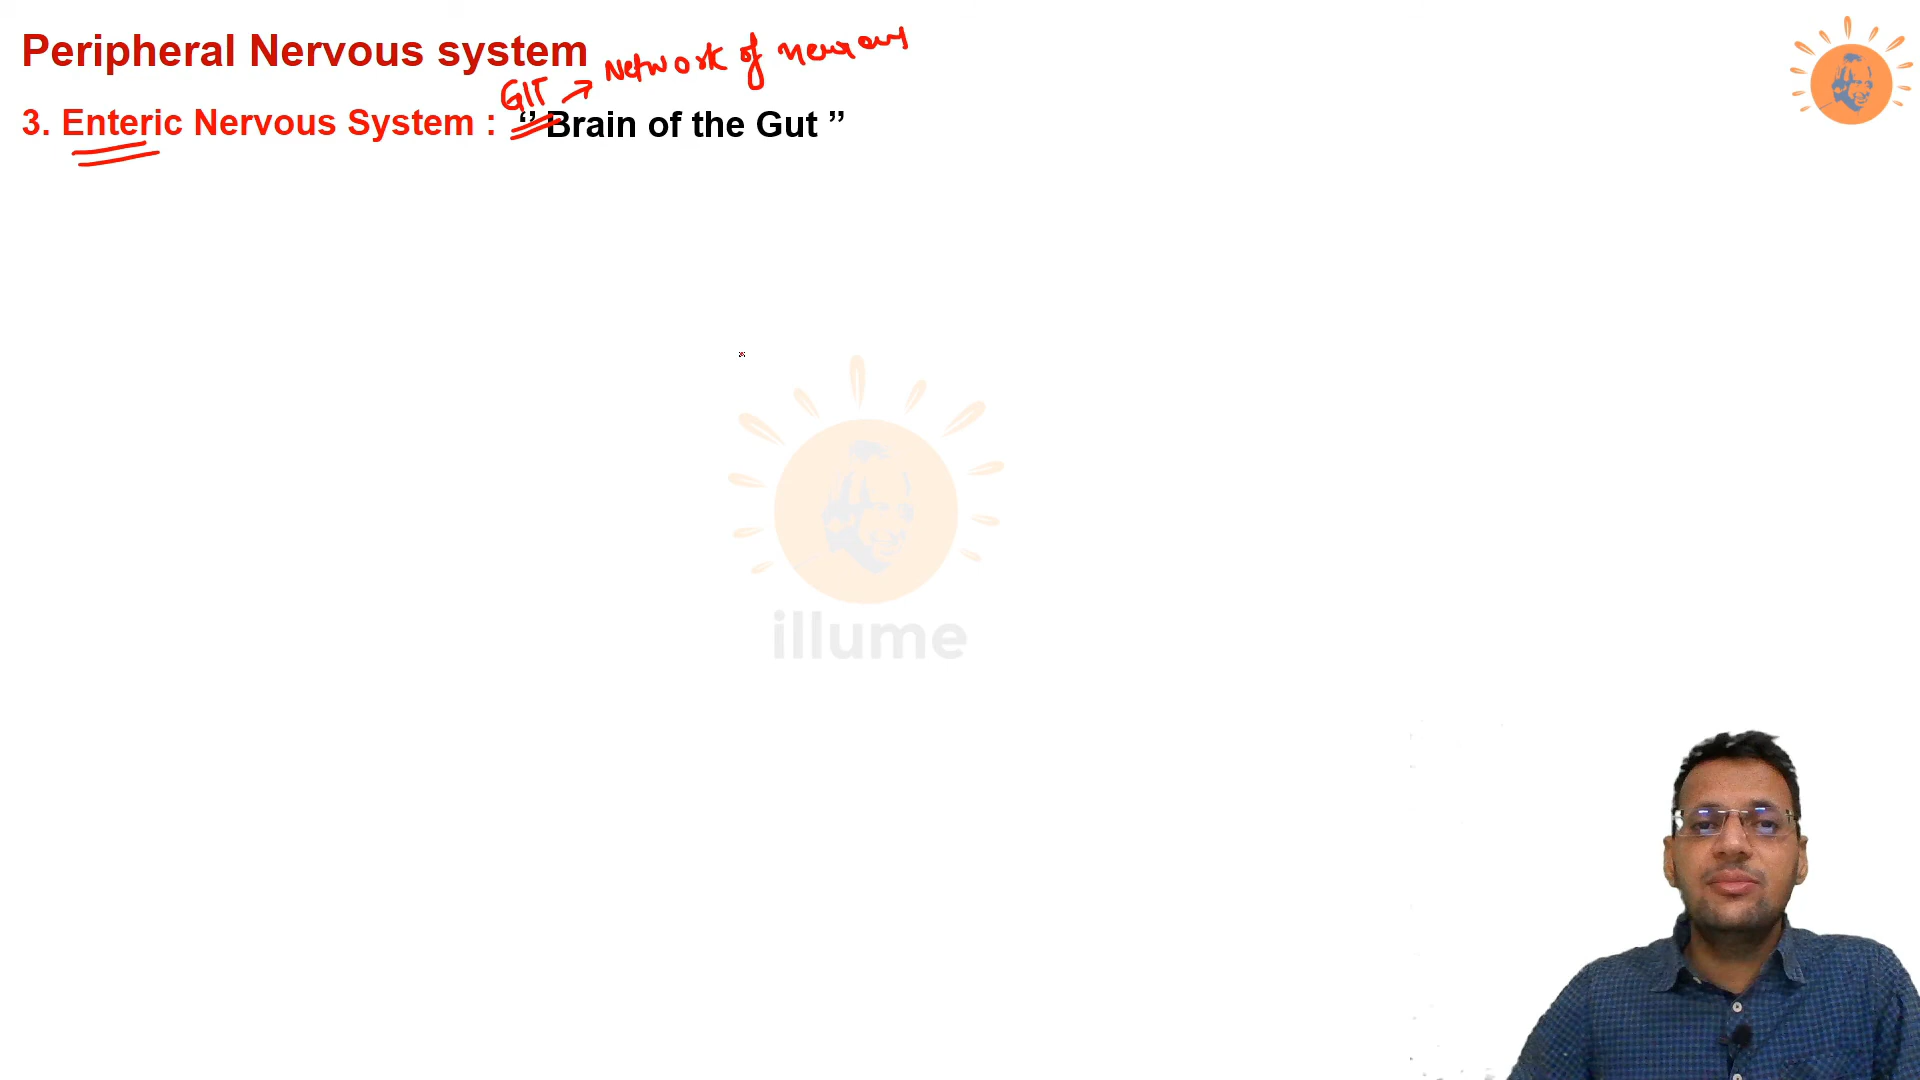 Peripheral Nervous system
GIT → Network of neurons
3. Enteric Nervous System : “ Brain of the Gut ”
illume